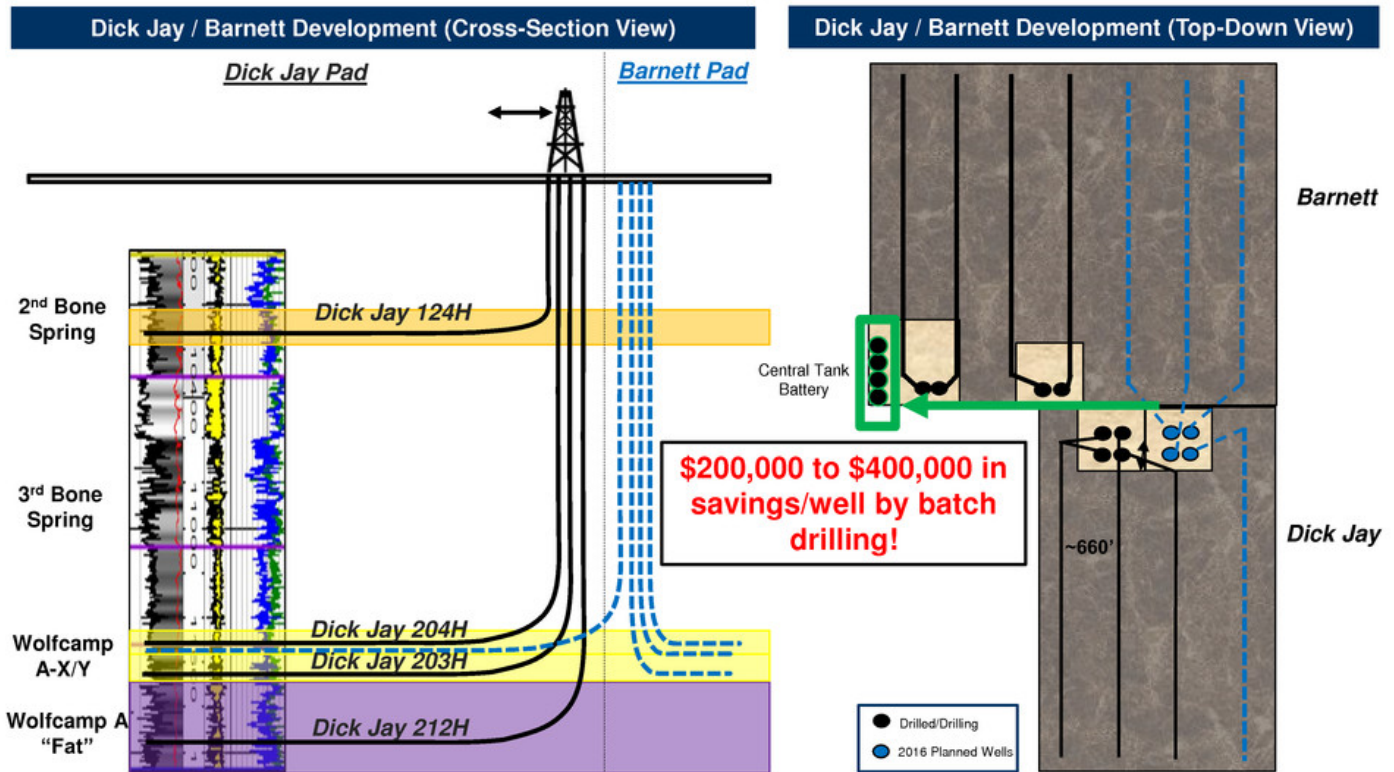 Dick Jay / Barnett Development (Cross-Section View)
Dick Jay Pad
Barnett Pad
2nd Bone
Spring
Dick Jay 124H
3rd Bone
Spring
Dick Jay 204H
Wolfcamp
A-X/Y
Dick Jay 203H
Wolfcamp A
“Fat”
Dick Jay 212H
Dick Jay / Barnett Development (Top-Down View)
Barnett
Central Tank
Battery
$200,000 to $400,000 in
savings/well by batch
drilling!
Dick Jay
~660'
Drilled/Drilling
2016 Planned Wells